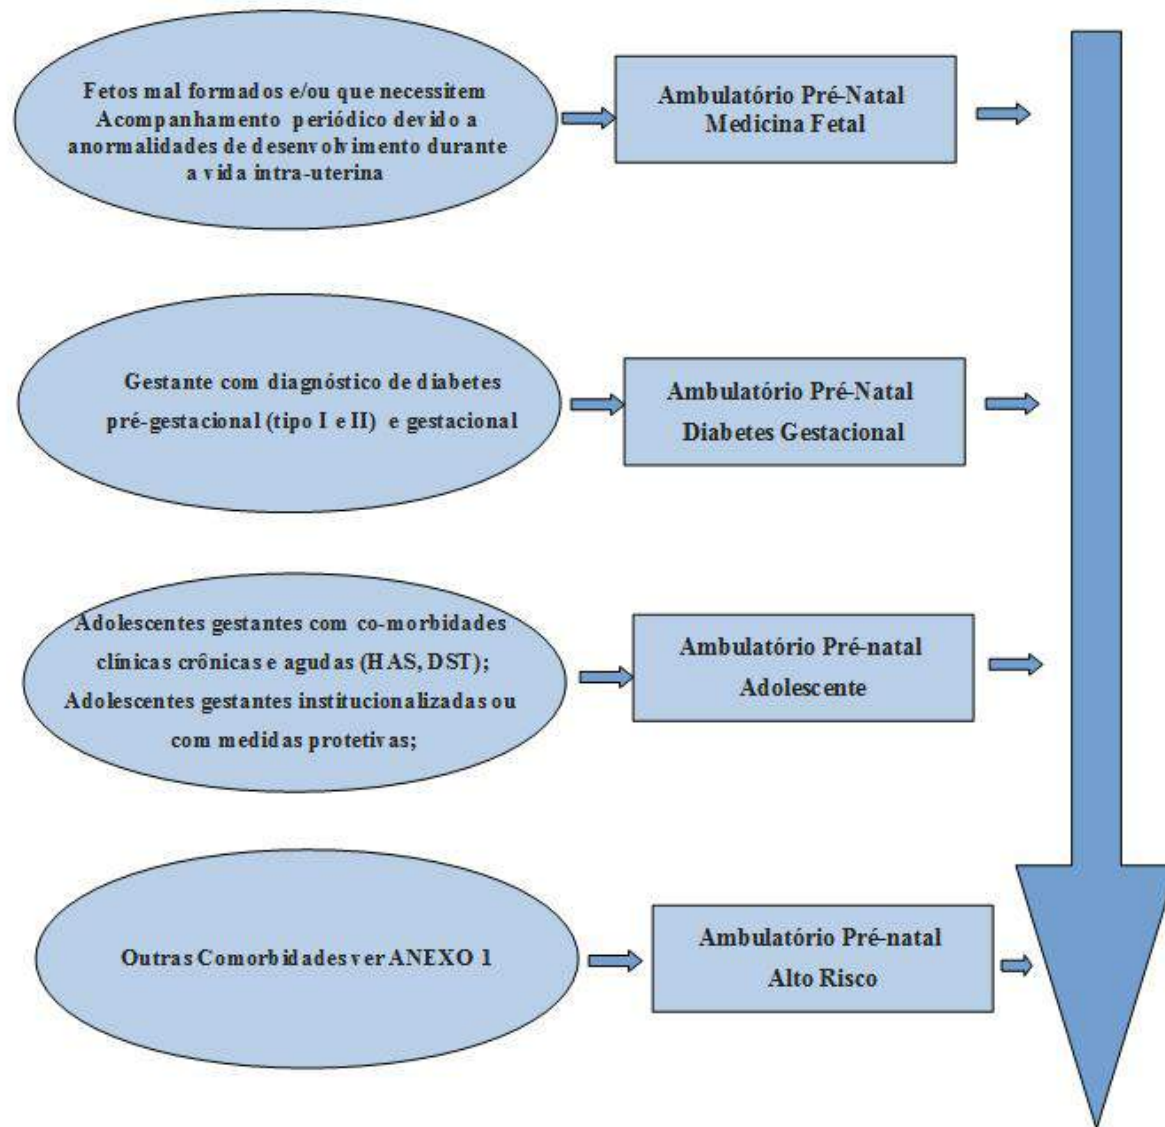 Fetos mal formados e/ou que necessitem
Acompanhamento periódico devido a
anormalidades de desenvolvimento durante
a vida intra-uterina
Ambulatório Pré-Natal
Medicina Fetal
Gestante com diagnóstico de diabetes
pré-gestacional (tipo I e II) e gestacional
Ambulatório Pré-Natal
Diabetes Gestacional
Adolescentes gestantes com co-morbidades
clínicas crônicas e agudas (HAS, DST);
Adolescentes gestantes institucionalizadas ou
com medidas protetivas;
Ambulatório Pré-natal
Adolescente
Outras Comorbidades ver ANEXO 1
Ambulatório Pré-natal
Alto Risco